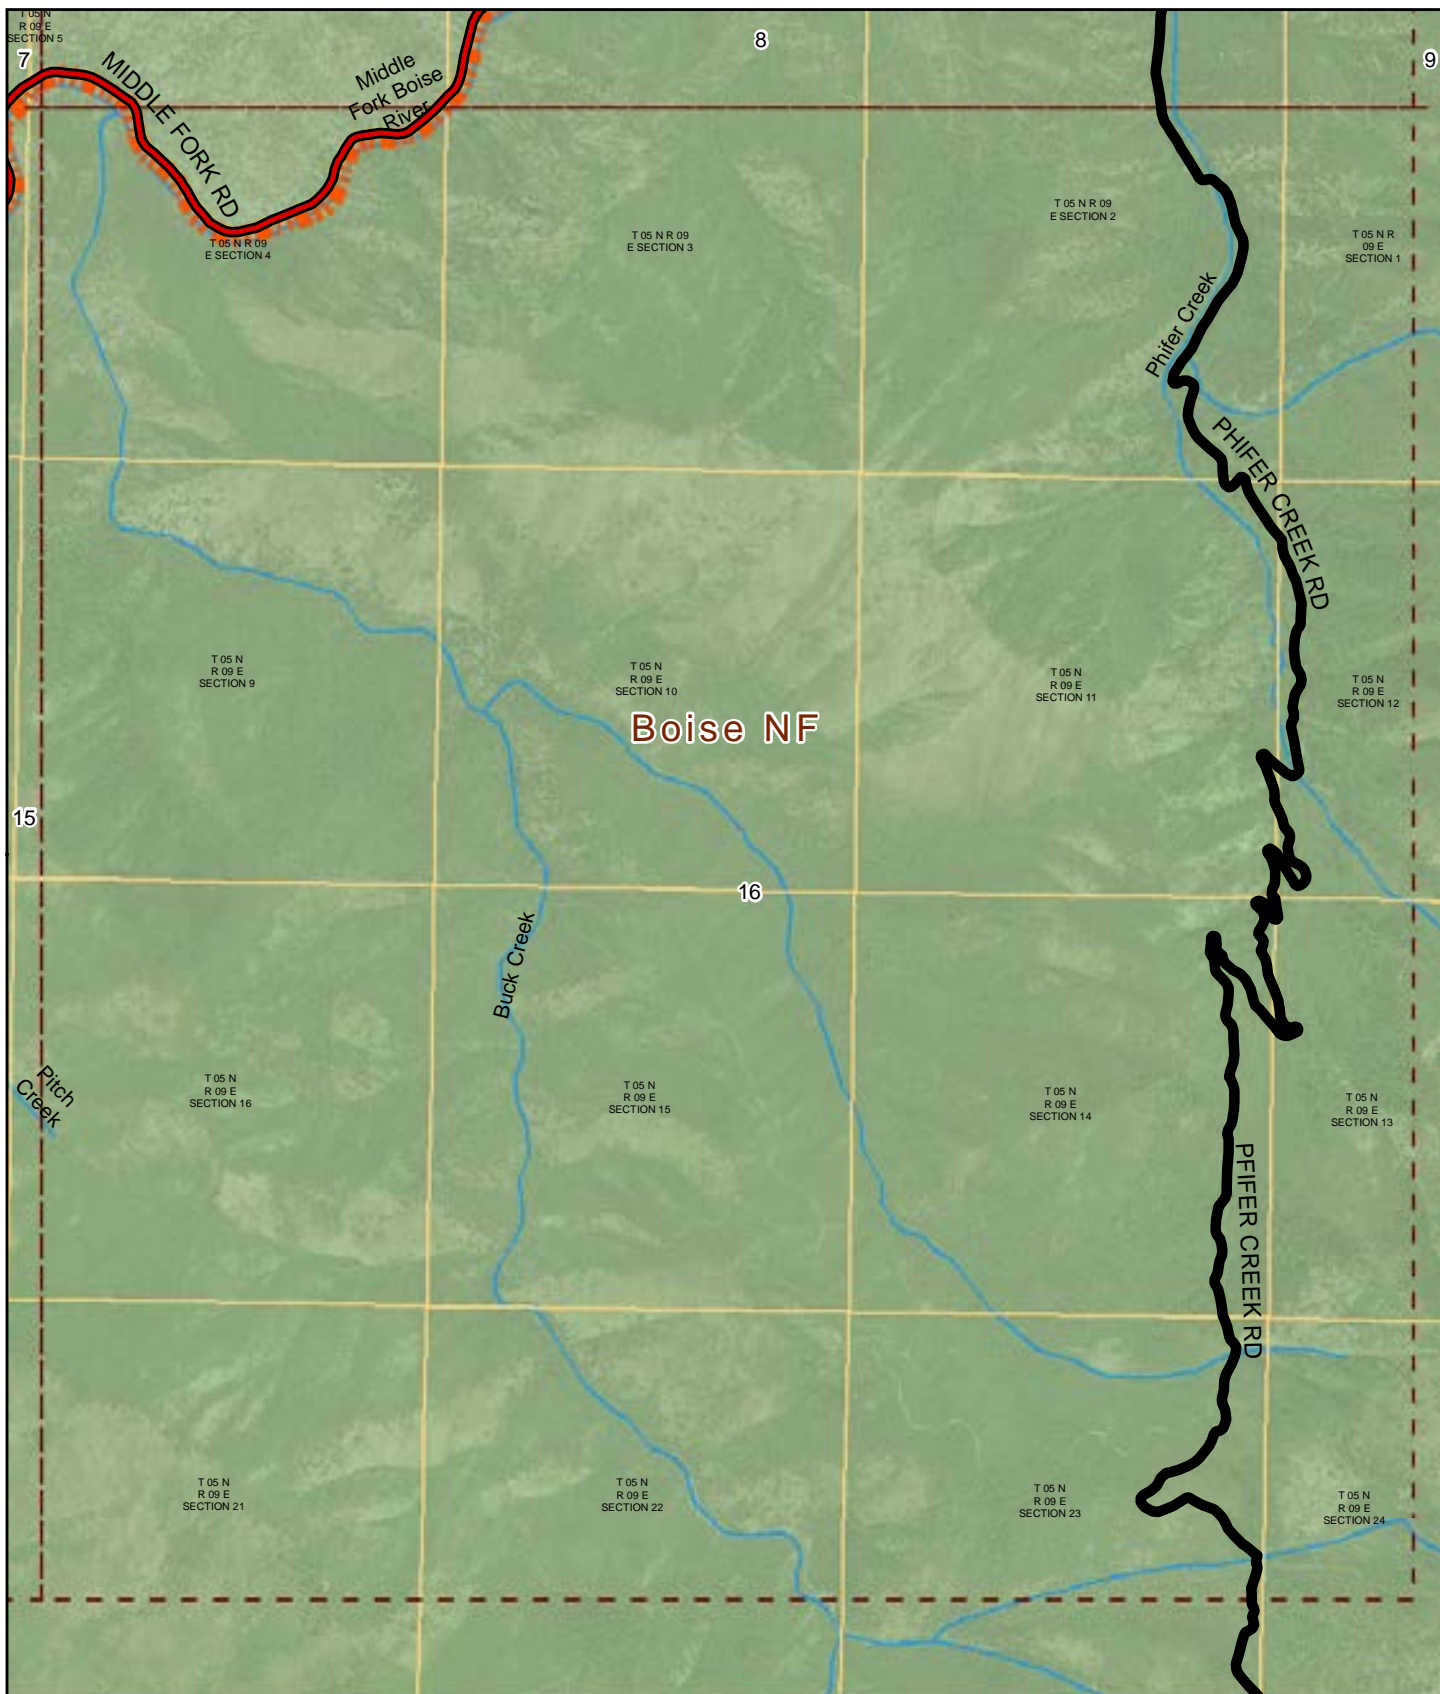 T 05 N
R 09 E
SECTION 5
7
8
9
MIDDLE FORK RD
Middle
Fork Boise
River
T 05 N R 09
E SECTION 4
T 05 N R 09
E SECTION 3
T 05 N R 09
E SECTION 2
T 05 N R
09 E
SECTION 1
Phifer Creek
PHIFER CREEK RD
T 05 N
R 09 E
SECTION 9
T 05 N
R 09 E
SECTION 10
T 05 N
R 09 E
SECTION 11
T 05 N
R 09 E
SECTION 12
Boise NF
15
16
Buck Creek
Pitch
Creek
T 05 N
R 09 E
SECTION 16
T 05 N
R 09 E
SECTION 15
T 05 N
R 09 E
SECTION 14
T 05 N
R 09 E
SECTION 13
PFIFER CREEK RD
T 05 N
R 09 E
SECTION 21
T 05 N
R 09 E
SECTION 22
T 05 N
R 09 E
SECTION 23
T 05 N
R 09 E
SECTION 24